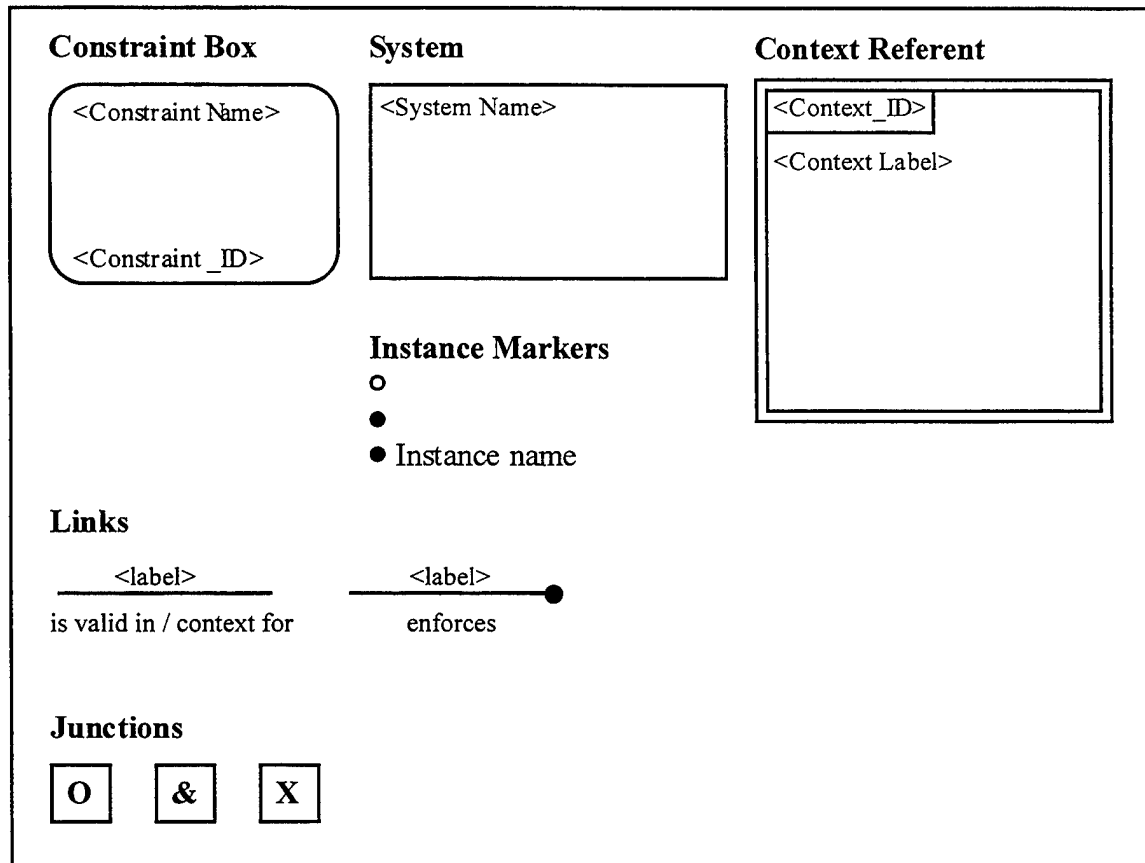 Constraint Box
System
Context Referent
<Constraint Name>
<System Name>
<Context_ID>
<Context Label>
<Constraint _ID>
Instance Markers
Instance name
Links
<label>
<label>
is valid in / context for
enforces
Junctions
O
&
X